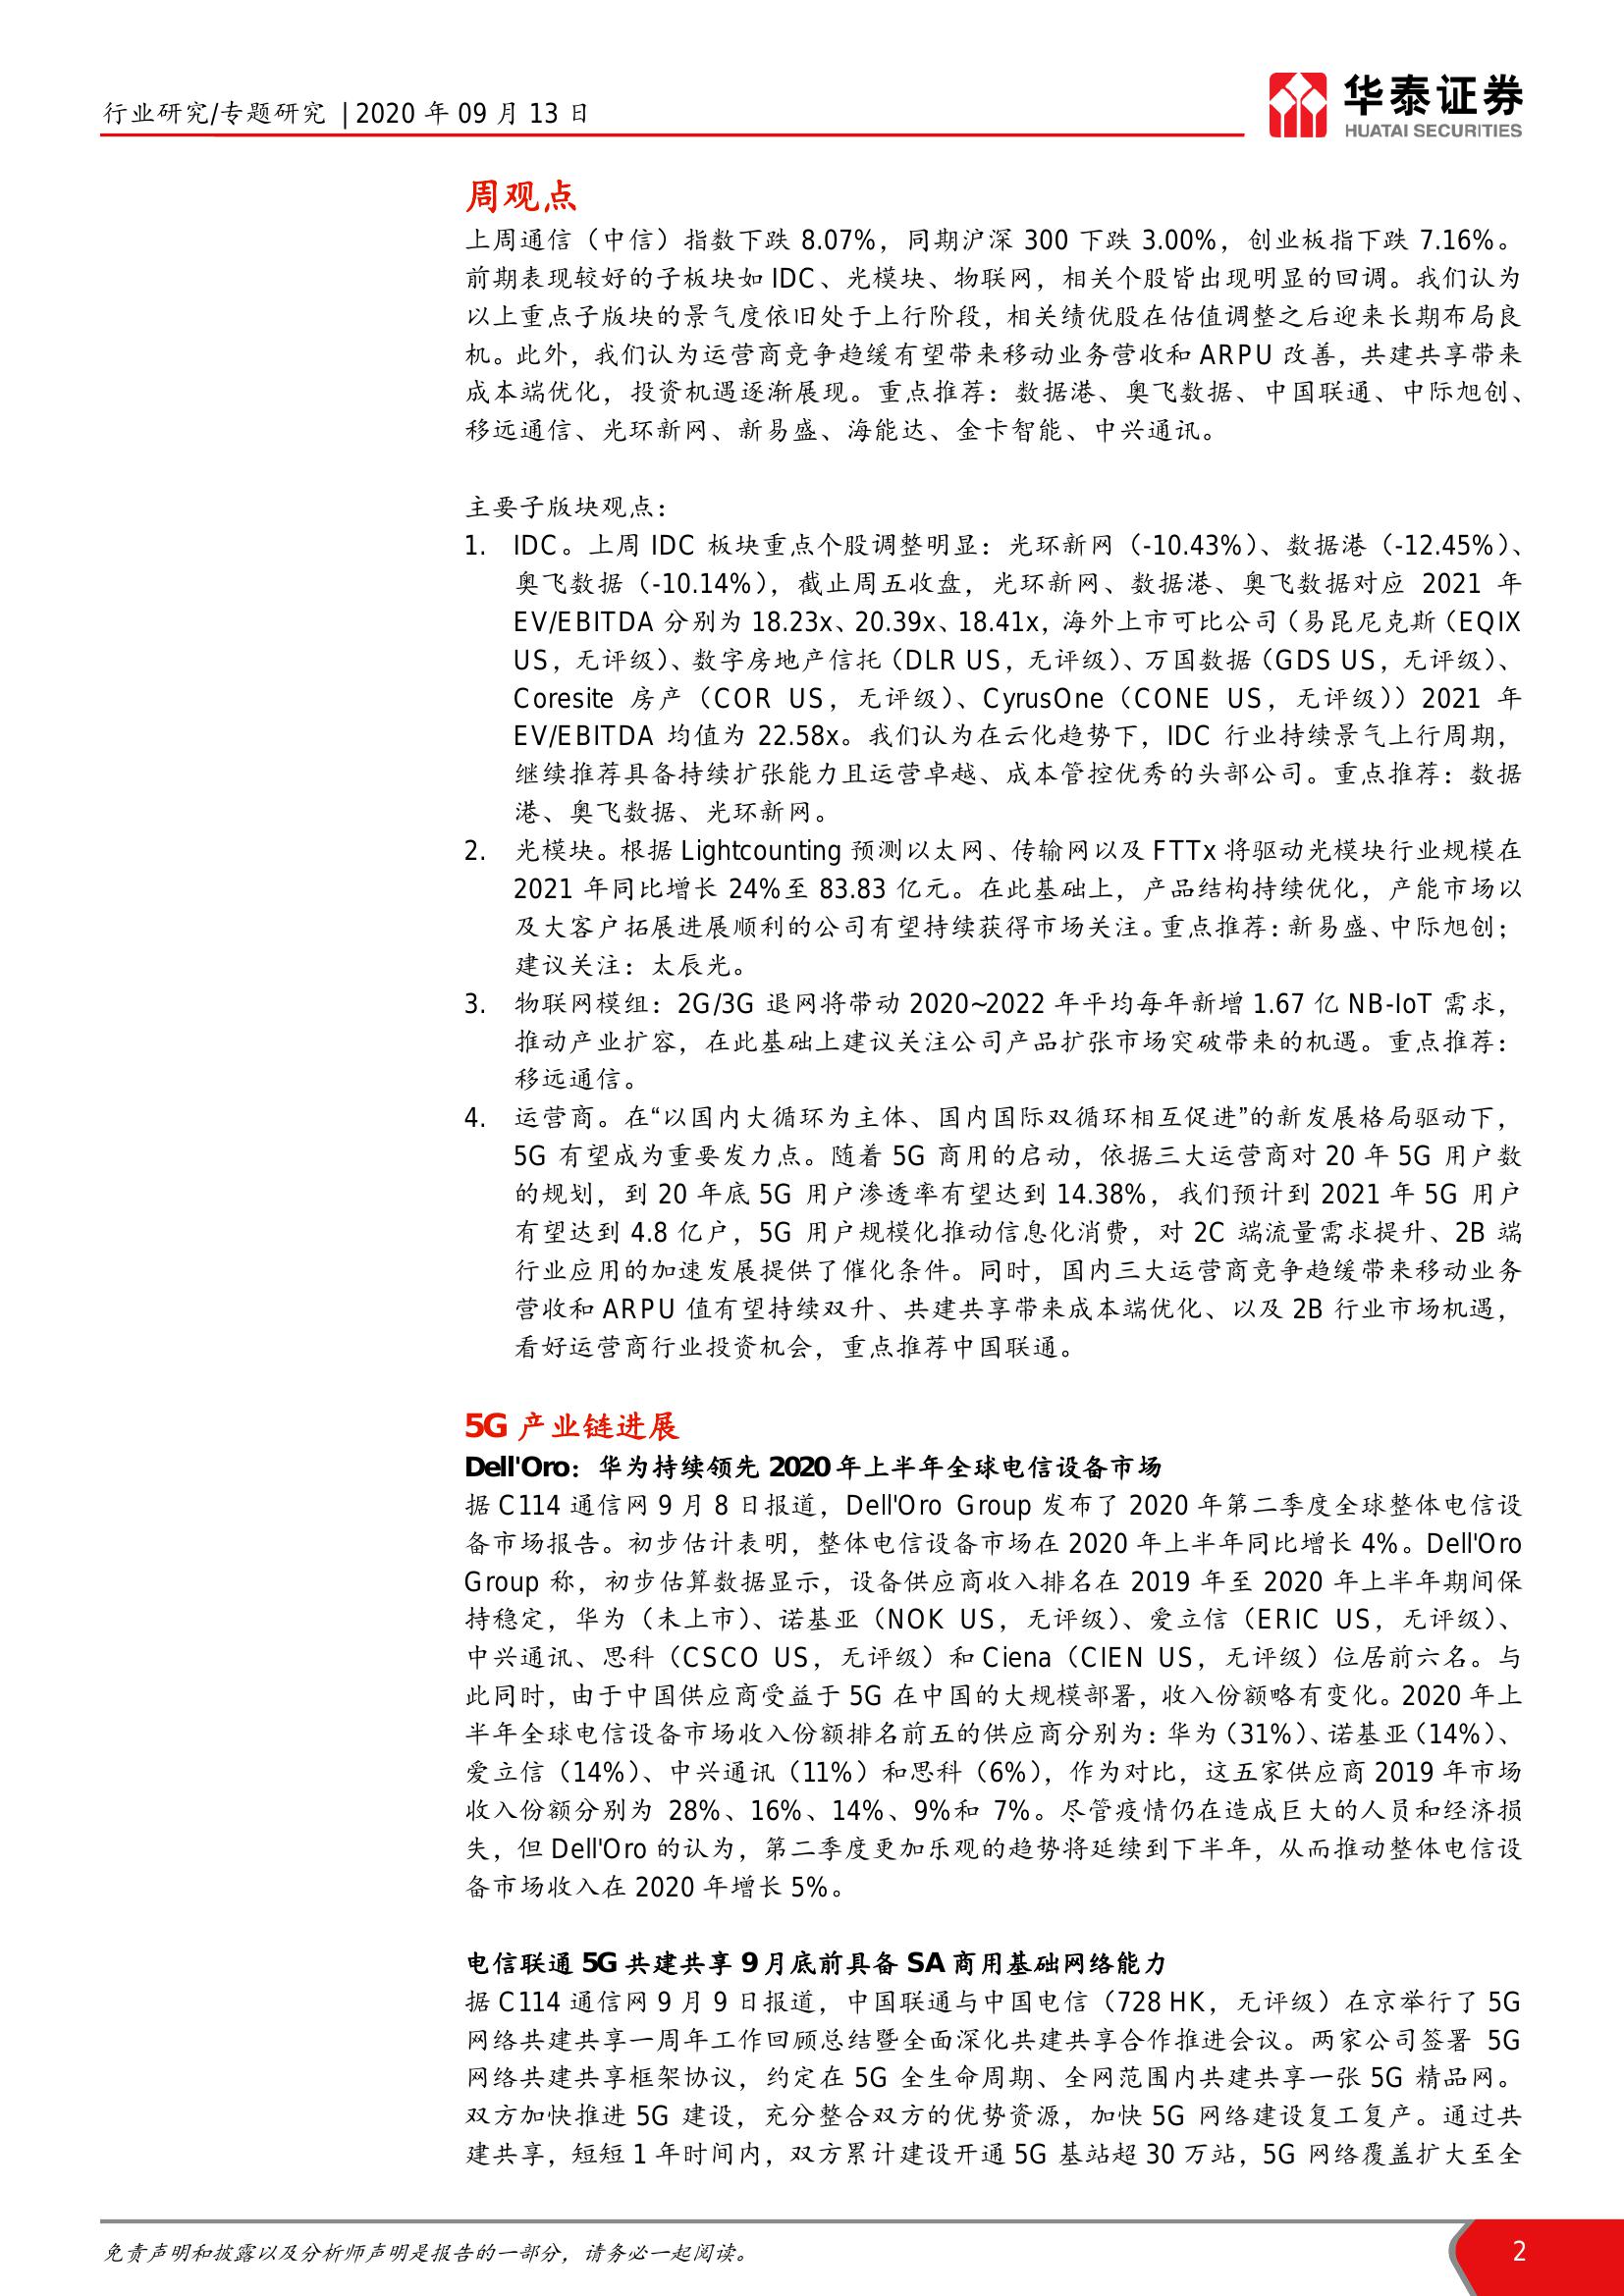 行业研究/专题研究 | 2020 年 09 月 13 日
华泰证券
HUATAI SECURITIES
周观点
上周通信（中信）指数下跌 8.07%，同期沪深 300 下跌 3.00%，创业板指下跌 7.16%。
前期表现较好的子板块如 IDC、光模块、物联网，相关个股皆出现明显的回调。我们认为
以上重点子版块的景气度依旧处于上行阶段，相关绩优股在估值调整之后迎来长期布局良
机。此外，我们认为运营商竞争趋缓有望带来移动业务营收和 ARPU 改善，共建共享带来
成本端优化，投资机遇逐渐展现。重点推荐：数据港、奥飞数据、中国联通、中际旭创、
移远通信、光环新网、新易盛、海能达、金卡智能、中兴通讯。
主要子版块观点：
1. IDC。上周 IDC 板块重点个股调整明显：光环新网（-10.43%）、数据港（-12.45%）、
奥飞数据（-10.14%），截止周五收盘，光环新网、数据港、奥飞数据对应 2021 年
EV/EBITDA 分别为 18.23x、20.39x、18.41x，海外上市可比公司（易昆尼克斯（EQIX
US，无评级）、数字房地产信托（DLR US，无评级）、万国数据（GDS US，无评级）、
Coresite 房产（COR US，无评级）、CyrusOne（CONE US，无评级））2021 年
EV/EBITDA 均值为 22.58x。我们认为在云化趋势下，IDC 行业持续景气上行周期，
继续推荐具备持续扩张能力且运营卓越、成本管控优秀的头部公司。重点推荐：数据
港、奥飞数据、光环新网。
2. 光模块。根据 Lightcounting 预测以太网、传输网以及 FTTx 将驱动光模块行业规模在
2021 年同比增长 24%至 83.83 亿元。在此基础上，产品结构持续优化，产能市场以
及大客户拓展进展顺利的公司有望持续获得市场关注。重点推荐：新易盛、中际旭创；
建议关注：太辰光。
3. 物联网模组：2G/3G 退网将带动 2020~2022 年平均每年新增 1.67 亿 NB-IoT 需求，
推动产业扩容，在此基础上建议关注公司产品扩张市场突破带来的机遇。重点推荐：
移远通信。
4. 运营商。在“以国内大循环为主体、国内国际双循环相互促进”的新发展格局驱动下，
5G 有望成为重要发力点。随着 5G 商用的启动，依据三大运营商对 20 年 5G 用户数
的规划，到 20 年底 5G 用户渗透率有望达到 14.38%，我们预计到 2021 年 5G 用户
有望达到 4.8 亿户，5G 用户规模化推动信息化消费，对 2C 端流量需求提升、2B 端
行业应用的加速发展提供了催化条件。同时，国内三大运营商竞争趋缓带来移动业务
营收和 ARPU 值有望持续双升、共建共享带来成本端优化、以及 2B 行业市场机遇，
看好运营商行业投资机会，重点推荐中国联通。
5G 产业链进展
Dell'Oro：华为持续领先 2020 年上半年全球电信设备市场
据 C114 通信网 9 月 8 日报道，Dell'Oro Group 发布了 2020 年第二季度全球整体电信设
备市场报告。初步估计表明，整体电信设备市场在 2020 年上半年同比增长 4%。Dell'Oro
Group 称，初步估算数据显示，设备供应商收入排名在 2019 年至 2020 年上半年期间保
持稳定，华为（未上市）、诺基亚（NOK US，无评级）、爱立信（ERIC US，无评级）、
中兴通讯、思科（CSCO US，无评级）和 Ciena（CIEN US，无评级）位居前六名。与
此同时，由于中国供应商受益于 5G 在中国的大规模部署，收入份额略有变化。2020 年上
半年全球电信设备市场收入份额排名前五的供应商分别为：华为（31%）、诺基亚（14%）、
爱立信（14%）、中兴通讯（11%）和思科（6%），作为对比，这五家供应商 2019 年市场
收入份额分别为 28%、16%、14%、9%和 7%。尽管疫情仍在造成巨大的人员和经济损
失，但 Dell'Oro 的认为，第二季度更加乐观的趋势将延续到下半年，从而推动整体电信设
备市场收入在 2020 年增长 5%。
电信联通 5G 共建共享 9 月底前具备 SA 商用基础网络能力
据 C114 通信网 9 月 9 日报道，中国联通与中国电信（728 HK，无评级）在京举行了 5G
网络共建共享一周年工作回顾总结暨全面深化共建共享合作推进会议。两家公司签署 5G
网络共建共享框架协议，约定在 5G 全生命周期、全网范围内共建共享一张 5G 精品网。
双方加快推进 5G 建设，充分整合双方的优势资源，加快 5G 网络建设复工复产。通过共
建共享，短短 1 年时间内，双方累计建设开通 5G 基站超 30 万站，5G 网络覆盖扩大至全
免责声明和披露以及分析师声明是报告的一部分，请务必一起阅读。
2